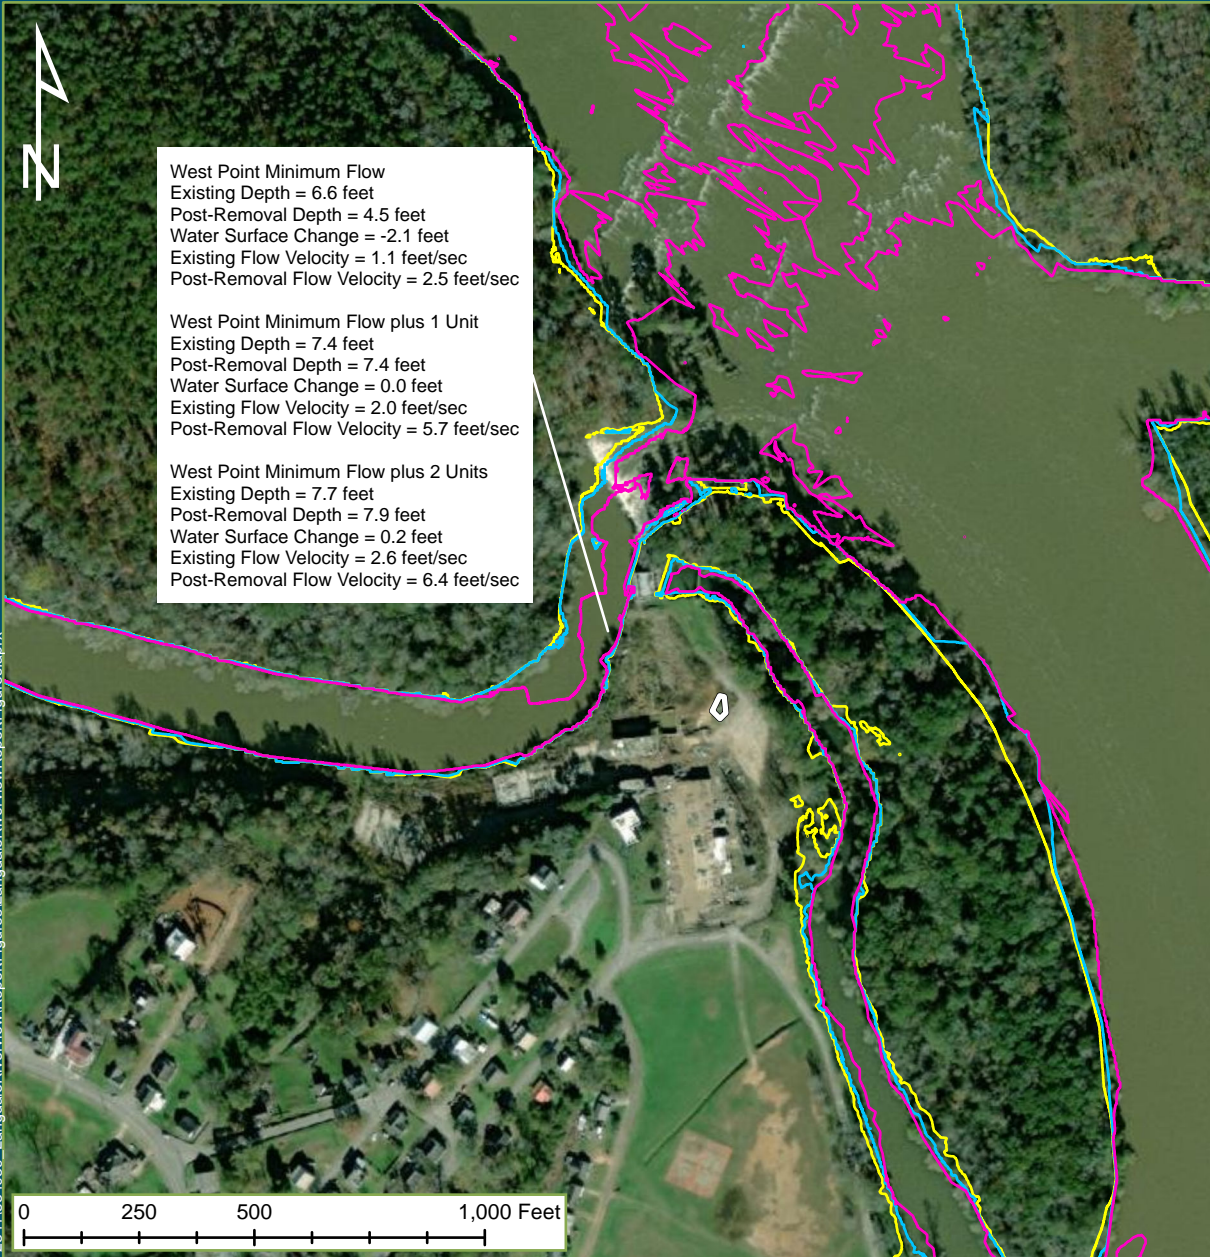 N
West Point Minimum Flow
Existing Depth = 6.6 feet
Post-Removal Depth = 4.5 feet
Water Surface Change = -2.1 feet
Existing Flow Velocity = 1.1 feet/sec
Post-Removal Flow Velocity = 2.5 feet/sec
West Point Minimum Flow plus 1 Unit
Existing Depth = 7.4 feet
Post-Removal Depth = 7.4 feet
Water Surface Change = 0.0 feet
Existing Flow Velocity = 2.0 feet/sec
Post-Removal Flow Velocity = 5.7 feet/sec
West Point Minimum Flow plus 2 Units
Existing Depth = 7.7 feet
Post-Removal Depth = 7.9 feet
Water Surface Change = 0.2 feet
Existing Flow Velocity = 2.6 feet/sec
Post-Removal Flow Velocity = 6.4 feet/sec
0 250 500 1,000 Feet